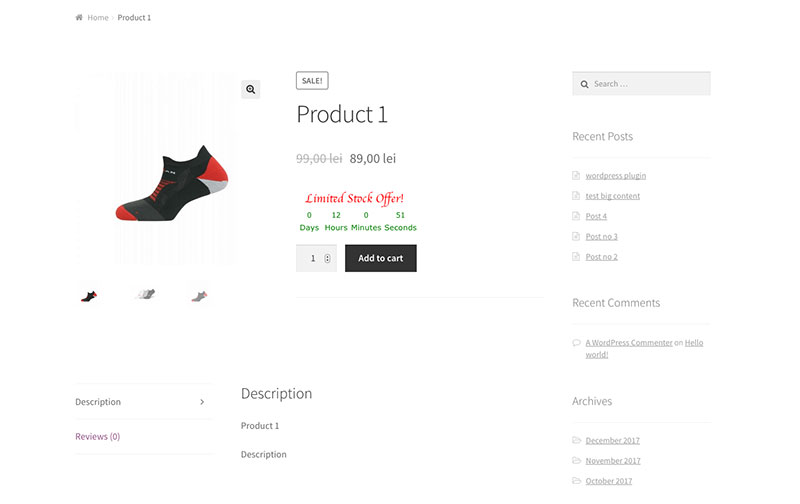 Home › Product 1
SALE!
Product 1
99,00 lei 89,00 lei
Limited Stock Offer!
0 12 0 51
Days Hours Minutes Seconds
1 Add to cart
Description
Reviews (0)
Description
Product 1
Description
Search …
Recent Posts
wordpress plugin
test big content
Post 4
Post no 3
Post no 2
Recent Comments
A WordPress Commenter on Hello
world!
Archives
December 2017
November 2017
October 2017